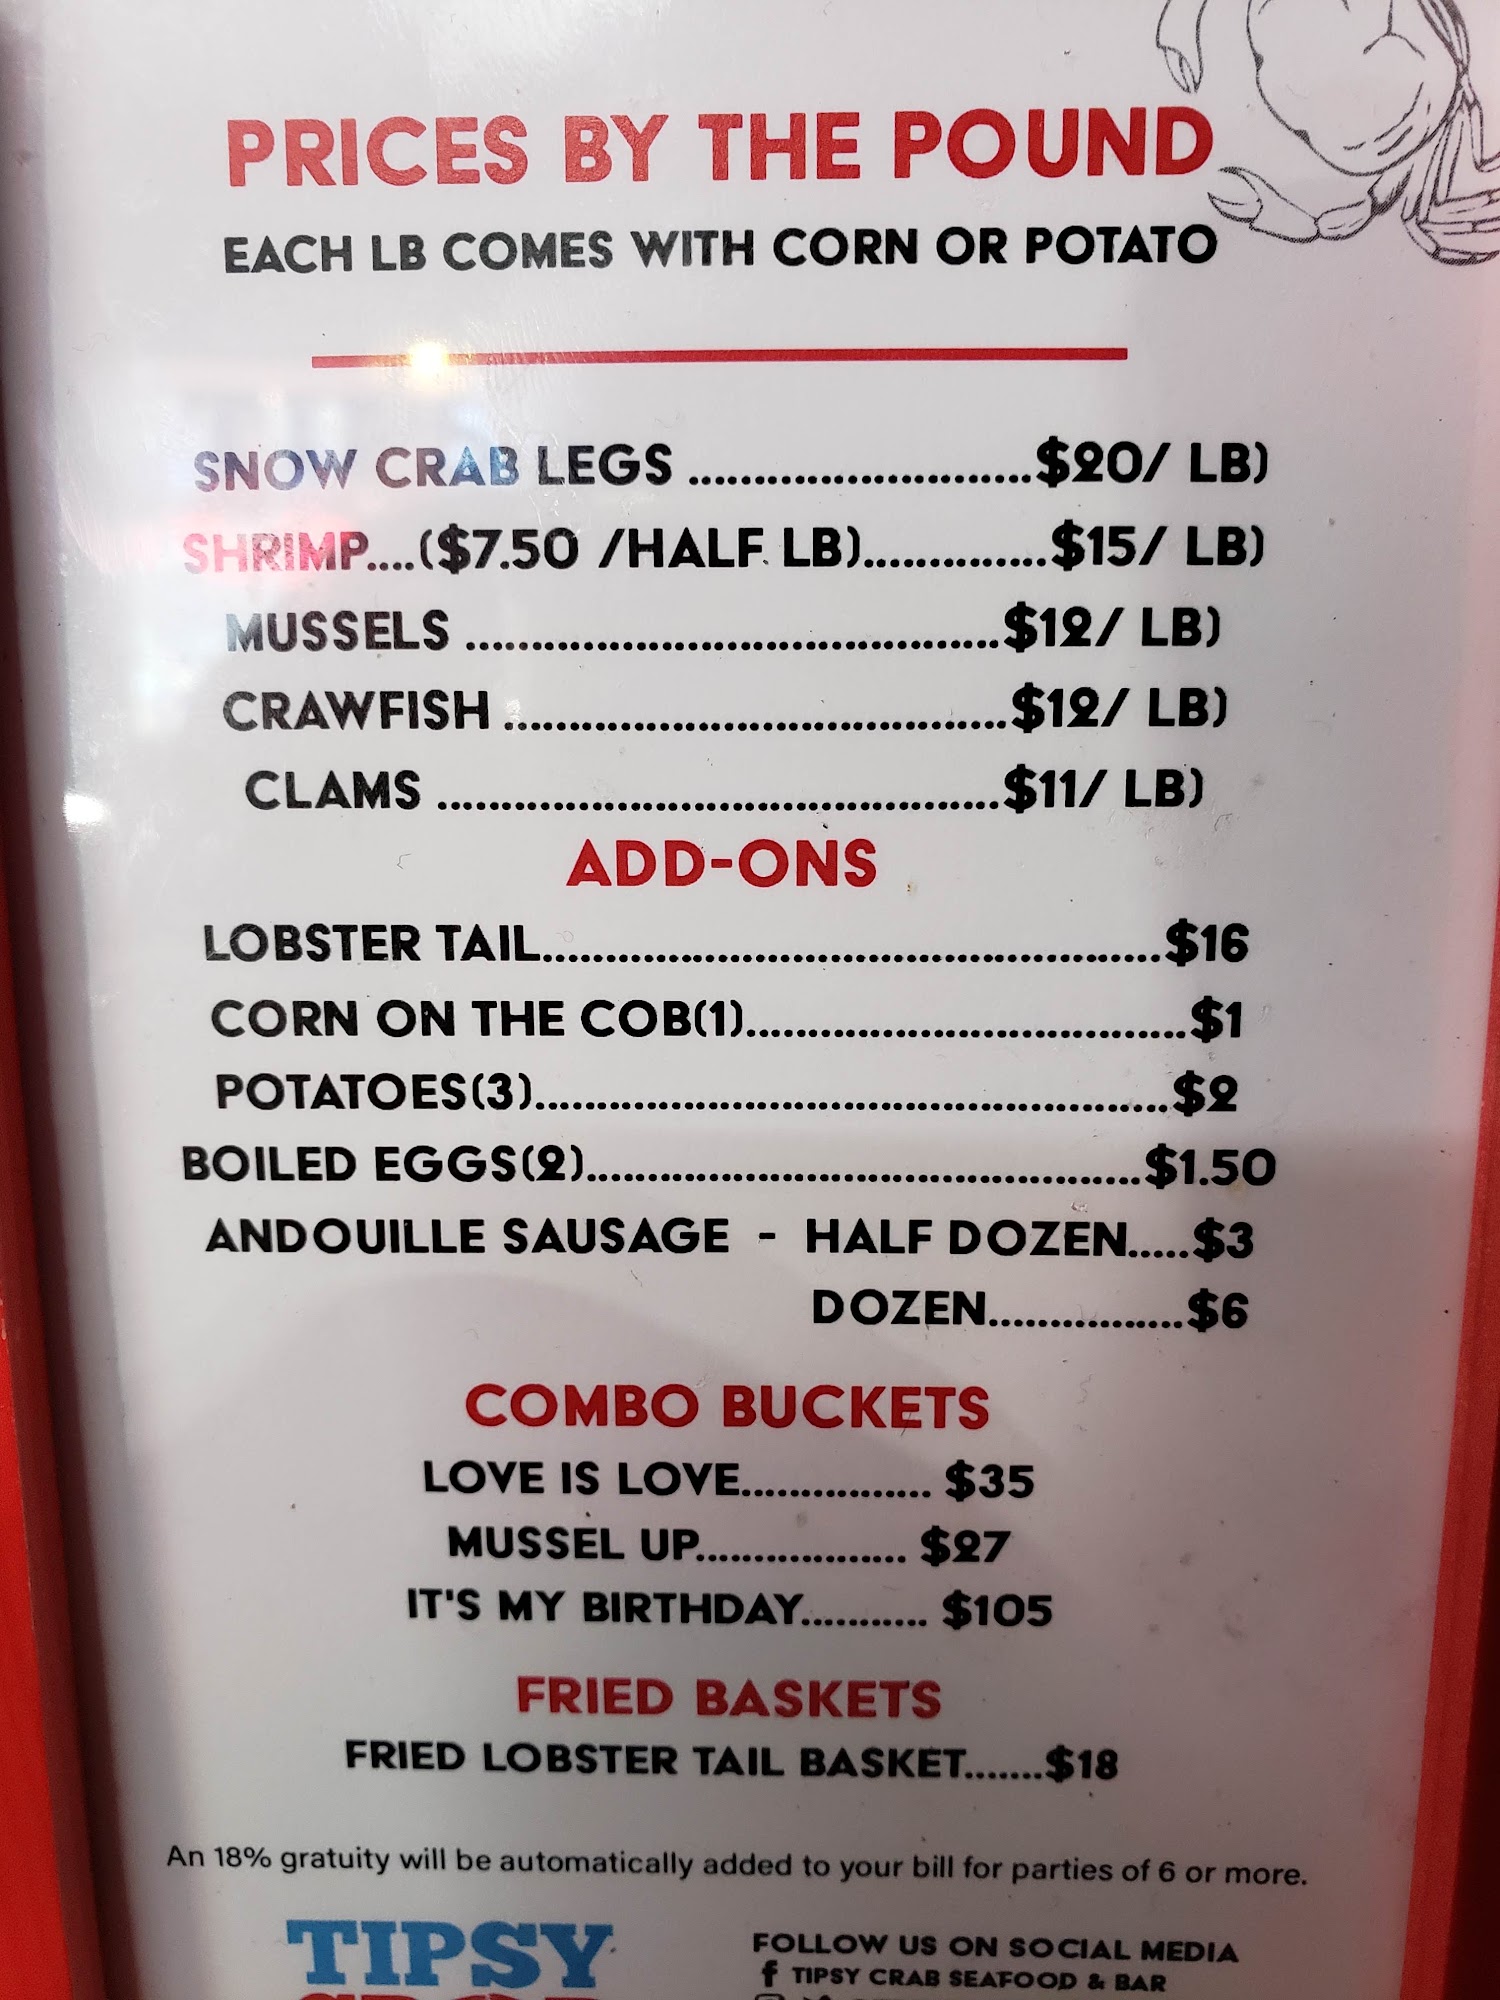 PRICES BY THE POUND
EACH LB COMES WITH CORN OR POTATO
SNOW CRAB LEGS ...........................$20/ LB)
SHRIMP....($7.50 /HALF LB)..............$15/ LB)
MUSSELS ..........................................$12/ LB)
CRAWFISH .......................................$12/ LB)
CLAMS ............................................$11/ LB)
ADD-ONS
LOBSTER TAIL.................................................$16
CORN ON THE COB(1)...................................$1
POTATOES(3)..................................................$2
BOILED EGGS(2)............................................$1.50
ANDOUILLE SAUSAGE - HALF DOZEN.....$3
DOZEN................$6
COMBO BUCKETS
LOVE IS LOVE................ $35
MUSSEL UP.................. $27
IT'S MY BIRTHDAY........... $105
FRIED BASKETS
FRIED LOBSTER TAIL BASKET.......$18
An 18% gratuity will be automatically added to your bill for parties of 6 or more.
TIPSY
FOLLOW US ON SOCIAL MEDIA
f TIPSY CRAB SEAFOOD & BAR